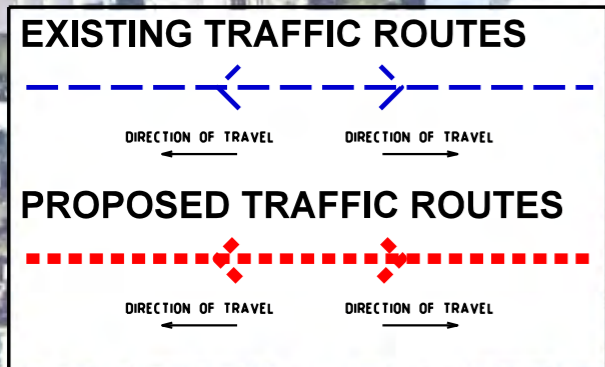 EXISTING TRAFFIC ROUTES
DIRECTION OF TRAVEL DIRECTION OF TRAVEL
PROPOSED TRAFFIC ROUTES
DIRECTION OF TRAVEL DIRECTION OF TRAVEL